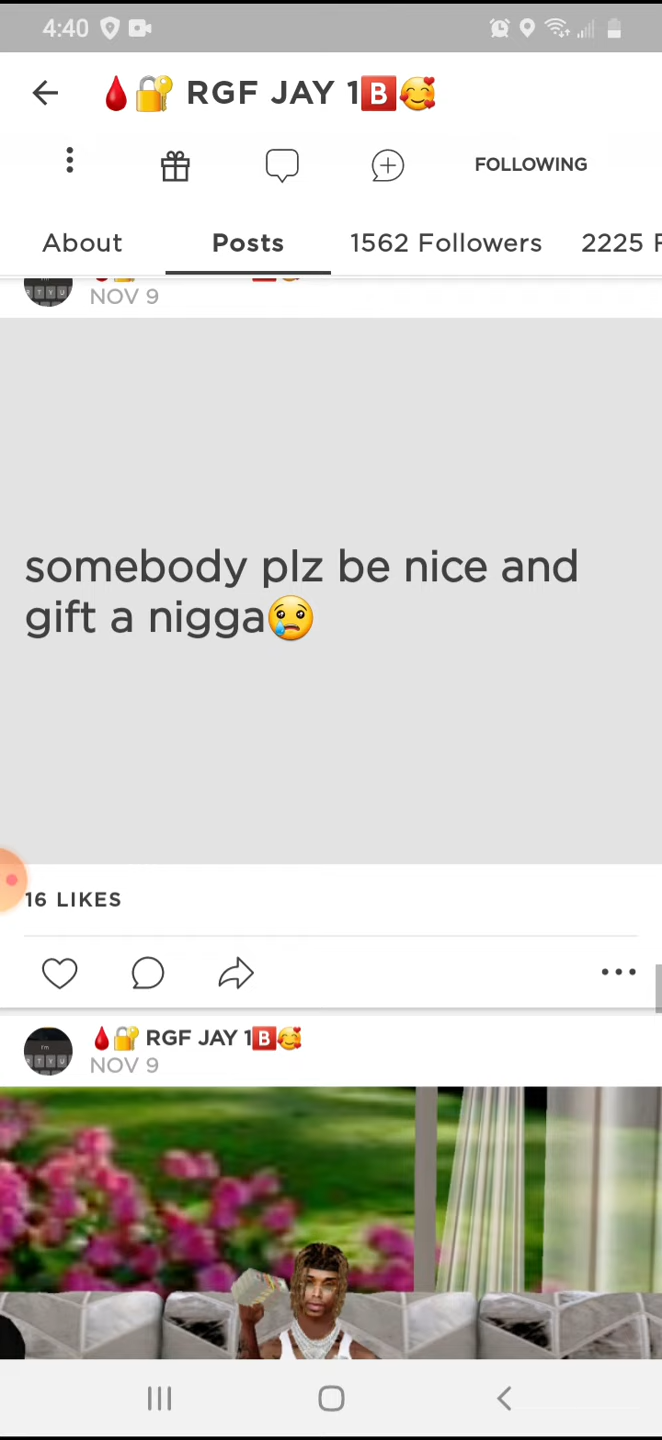 4:40
🩸🔐 RGF JAY 1🅱️🥰
FOLLOWING
About Posts 1562 Followers 2225 F
NOV 9
somebody plz be nice and
gift a nigga😢
16 LIKES
🩸🔐 RGF JAY 1🅱️🥰
NOV 9